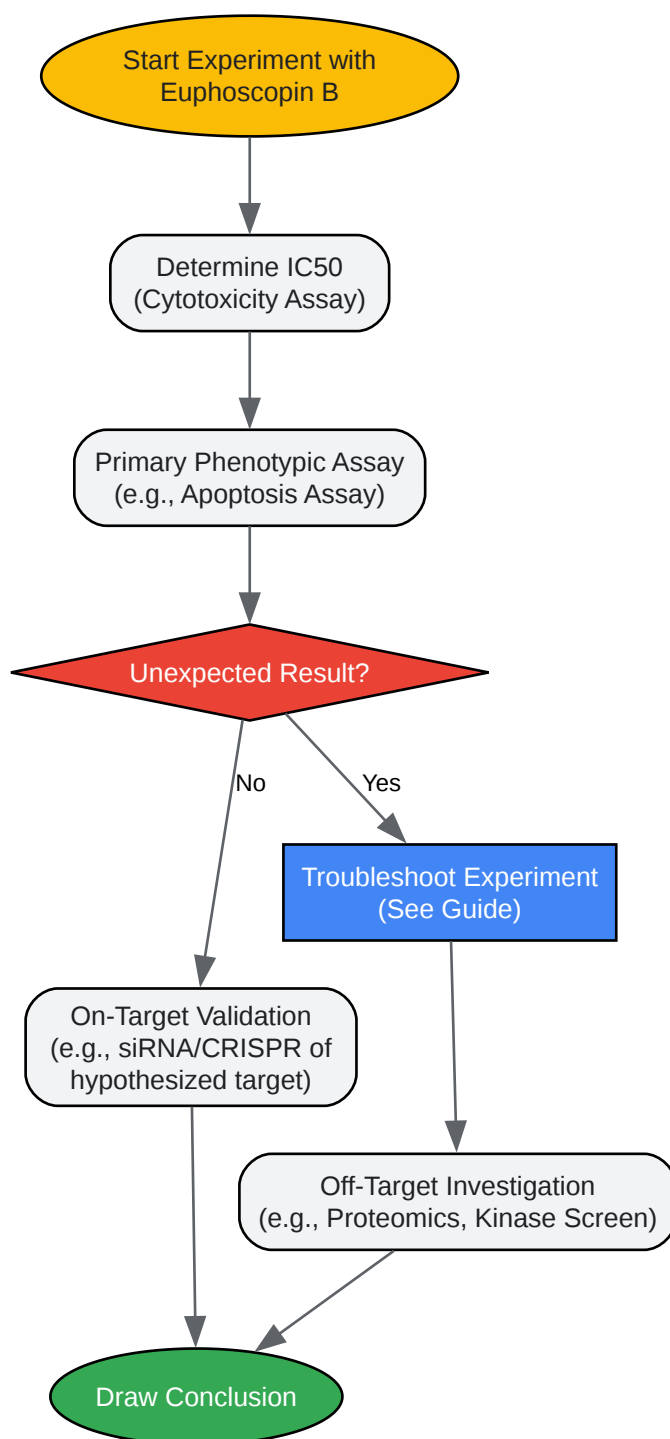 Start Experiment with
Euphoscopin B
Determine IC50
(Cytotoxicity Assay)
Primary Phenotypic Assay
(e.g., Apoptosis Assay)
Unexpected Result?
No
Yes
Troubleshoot Experiment
(See Guide)
On-Target Validation
(e.g., siRNA/CRISPR of
hypothesized target)
Off-Target Investigation
(e.g., Proteomics, Kinase Screen)
Draw Conclusion